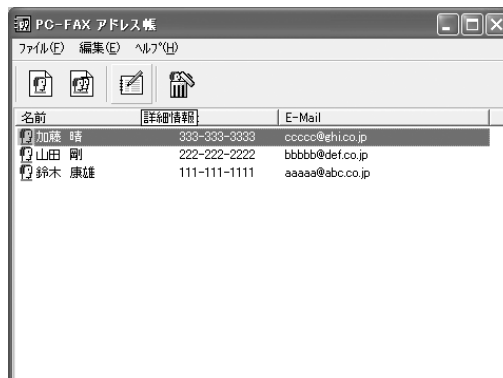 PC-FAX アドレス帳
ファイル(F) 編集(E) ヘルプ(H)
名前 詳細情報 E-Mail
加藤 晴 333-333-3333 ccccc@ghi.co.jp
山田 剛 222-222-2222 bbbbb@def.co.jp
鈴木 康雄 111-111-1111 aaaaa@abc.co.jp